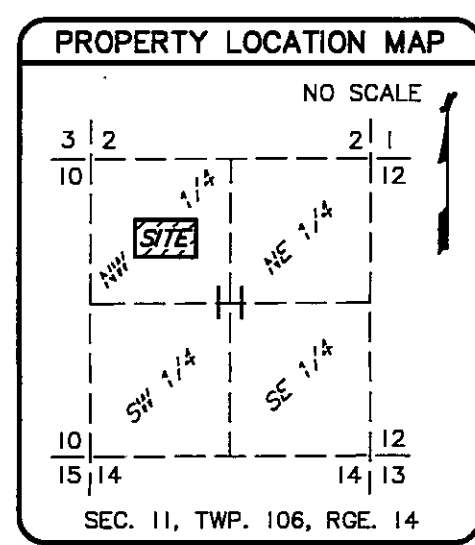 PROPERTY LOCATION MAP
NO SCALE
3 2 2 1
10 12
NW 1/4
SITE
NE 1/4
11
SW 1/4
SE 1/4
10 12
15 14 14 13
SEC. 11, TWP. 106, RGE. 14